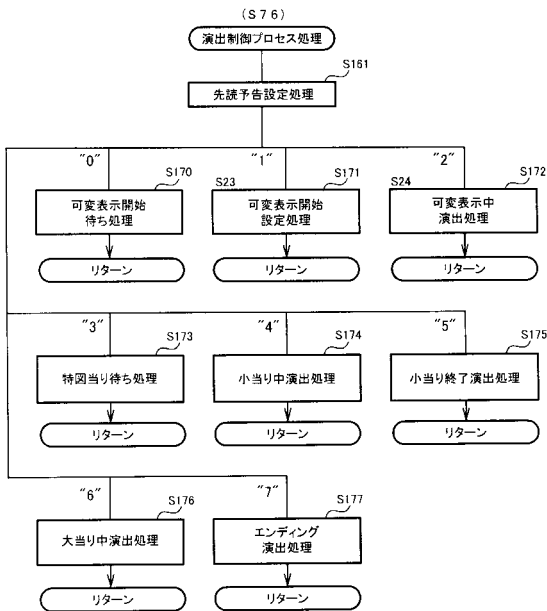 (S76)
演出制御プロセス処理
S161
先読予告設定処理
"0"
"1"
"2"
S170
S23
S171
S24
S172
可変表示開始
待ち処理
可変表示開始
設定処理
可変表示中
演出処理
リターン
リターン
リターン
"3"
"4"
"5"
S173
S174
S175
特図当り待ち処理
小当り中演出処理
小当り終了演出処理
リターン
リターン
リターン
"6"
"7"
S176
S177
大当り中演出処理
エンディング
演出処理
リターン
リターン